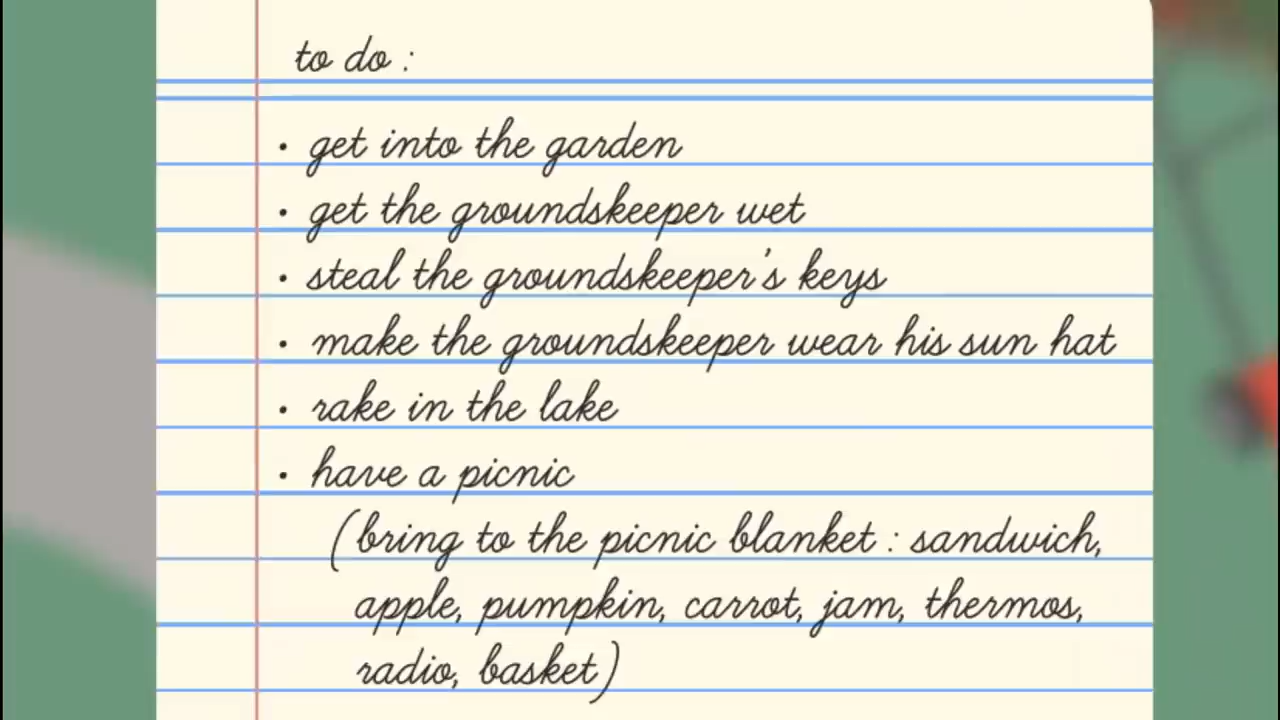 to do :
• get into the garden
• get the groundskeeper wet
• steal the groundskeeper's keys
• make the groundskeeper wear his sun hat
• rake in the lake
• have a picnic
(bring to the picnic blanket : sandwich,
apple, pumpkin, carrot, jam, thermos,
radio, basket)